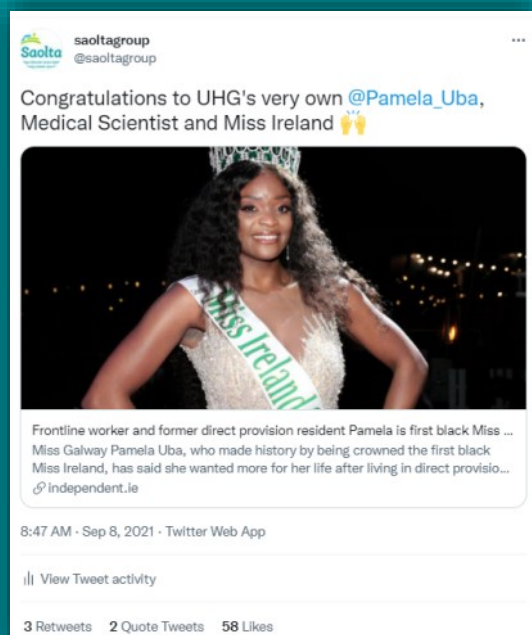 Saolta
saoltagroup
@saoltagroup
Congratulations to UHG's very own @Pamela_Uba,
Medical Scientist and Miss Ireland 🙌
Miss Ireland
Frontline worker and former direct provision resident Pamela is first black Miss ...
Miss Galway Pamela Uba, who made history by being crowned the first black
Miss Ireland, has said she wanted more for her life after living in direct provisio...
independent.ie
8:47 AM · Sep 8, 2021 · Twitter Web App
View Tweet activity
3 Retweets 2 Quote Tweets 58 Likes